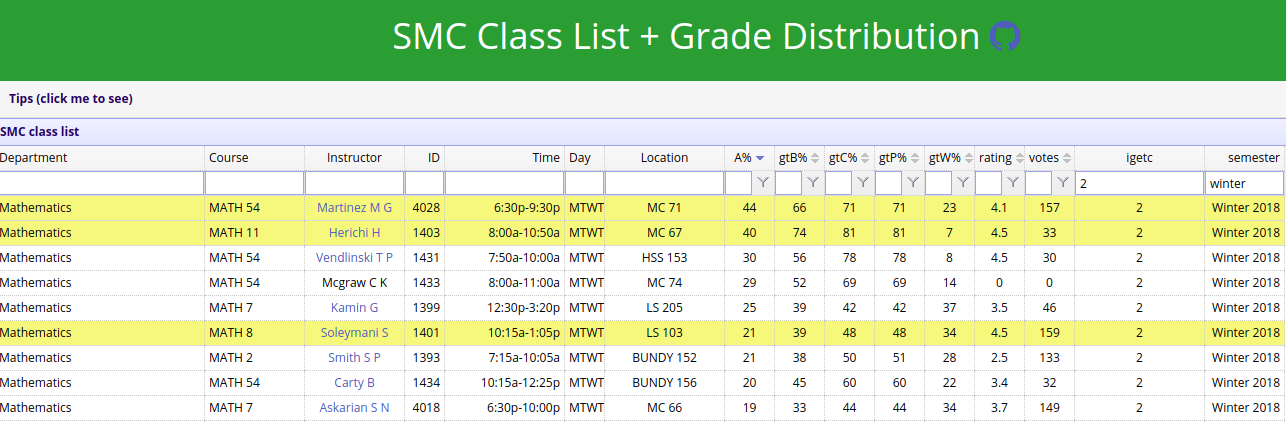 SMC Class List + Grade Distribution
Tips (click me to see)
SMC class list
Department Course Instructor ID Time Day Location A% gtB% gtC% gtP% gtW% rating votes igetc semester
2 winter
Mathematics MATH 54 Martinez M G 4028 6:30p-9:30p MTWT MC 71 44 66 71 71 23 4.1 157 2 Winter 2018
Mathematics MATH 11 Herichi H 1403 8:00a-10:50a MTWT MC 67 40 74 81 81 7 4.5 33 2 Winter 2018
Mathematics MATH 54 Vendlinski T P 1431 7:50a-10:00a MTWT HSS 153 30 56 78 78 8 4.5 30 2 Winter 2018
Mathematics MATH 54 Mcgraw C K 1433 8:00a-11:00a MTWT MC 74 29 52 69 69 14 0 0 2 Winter 2018
Mathematics MATH 7 Kamin G 1399 12:30p-3:20p MTWT LS 205 25 39 42 42 37 3.5 46 2 Winter 2018
Mathematics MATH 8 Soleymani S 1401 10:15a-1:05p MTWT LS 103 21 39 48 48 34 4.5 159 2 Winter 2018
Mathematics MATH 2 Smith S P 1393 7:15a-10:05a MTWT BUNDY 152 21 38 50 51 28 2.5 133 2 Winter 2018
Mathematics MATH 54 Carty B 1434 10:15a-12:25p MTWT BUNDY 156 20 45 60 60 22 3.4 32 2 Winter 2018
Mathematics MATH 7 Askarian S N 4018 6:30p-10:00p MTWT MC 66 19 33 44 44 34 3.7 149 2 Winter 2018